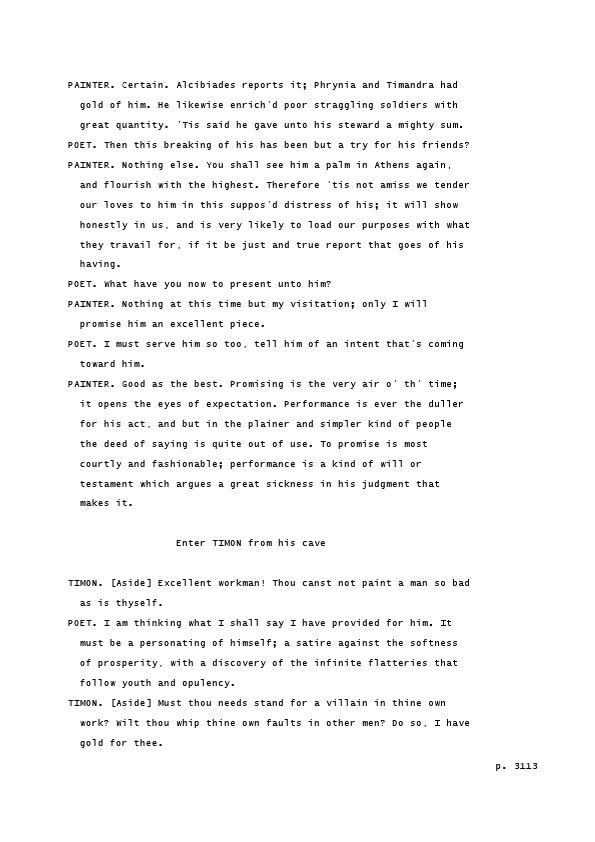 PAINTER. Certain. Alcibiades reports it; Phrynia and Timandra had
gold of him. He likewise enrich'd poor straggling soldiers with
great quantity. 'Tis said he gave unto his steward a mighty sum.
POET. Then this breaking of his has been but a try for his friends?
PAINTER. Nothing else. You shall see him a palm in Athens again,
and flourish with the highest. Therefore 'tis not amiss we tender
our loves to him in this suppos'd distress of his; it will show
honestly in us, and is very likely to load our purposes with what
they travail for, if it be just and true report that goes of his
having.
POET. What have you now to present unto him?
PAINTER. Nothing at this time but my visitation; only I will
promise him an excellent piece.
POET. I must serve him so too, tell him of an intent that's coming
toward him.
PAINTER. Good as the best. Promising is the very air o' th' time;
it opens the eyes of expectation. Performance is ever the duller
for his act, and but in the plainer and simpler kind of people
the deed of saying is quite out of use. To promise is most
courtly and fashionable; performance is a kind of will or
testament which argues a great sickness in his judgment that
makes it.
Enter TIMON from his cave
TIMON. [Aside] Excellent workman! Thou canst not paint a man so bad
as is thyself.
POET. I am thinking what I shall say I have provided for him. It
must be a personating of himself; a satire against the softness
of prosperity, with a discovery of the infinite flatteries that
follow youth and opulency.
TIMON. [Aside] Must thou needs stand for a villain in thine own
work? Wilt thou whip thine own faults in other men? Do so, I have
gold for thee.
p. 3113